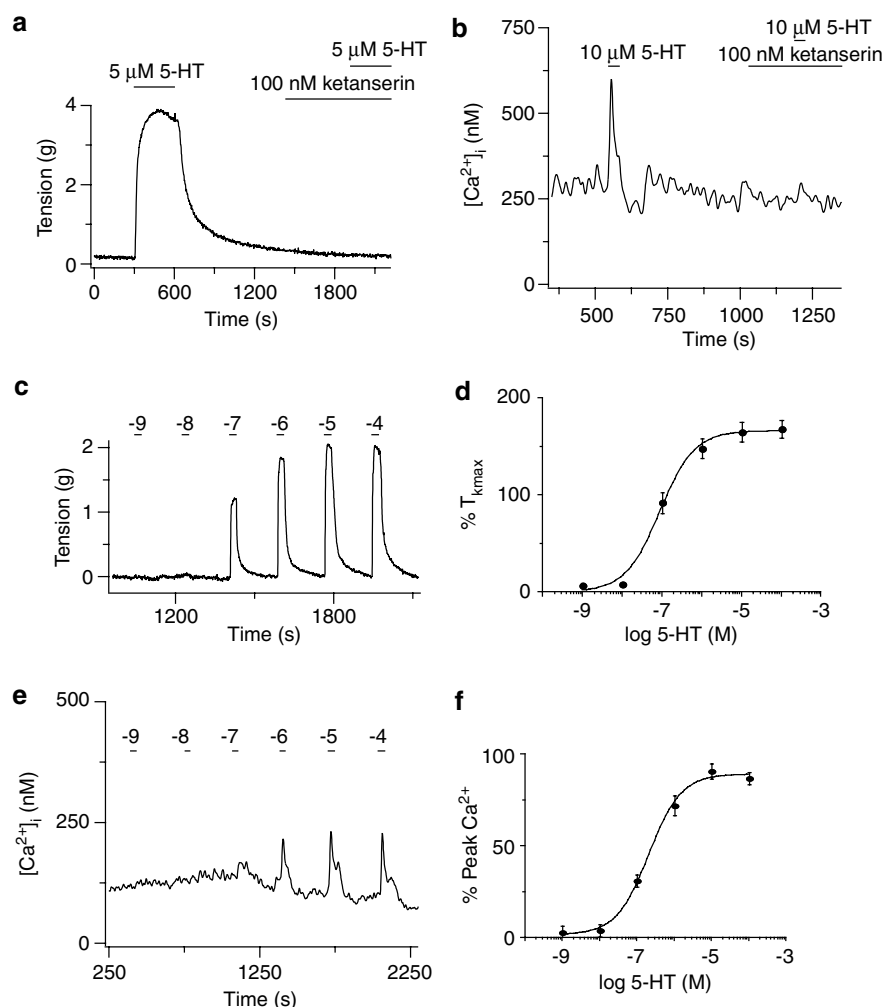 a
5 μM 5-HT
5 μM 5-HT
100 nM ketanserin
4
2
0
Tension (g)
0 600 1200 1800
Time (s)
b
10 μM 5-HT
10 μM 5-HT
100 nM ketanserin
750
500
250
0
[Ca2+]i (nM)
500 750 1000 1250
Time (s)
c
-9 -8 -7 -6 -5 -4
2
1
0
Tension (g)
1200 1800
Time (s)
d
200
100
0
% Tkmax
-9 -7 -5 -3
log 5-HT (M)
e
500
250
0
-9 -8 -7 -6 -5 -4
[Ca2+]i (nM)
250 1250 2250
Time (s)
f
100
50
0
% Peak Ca2+
-9 -7 -5 -3
log 5-HT (M)